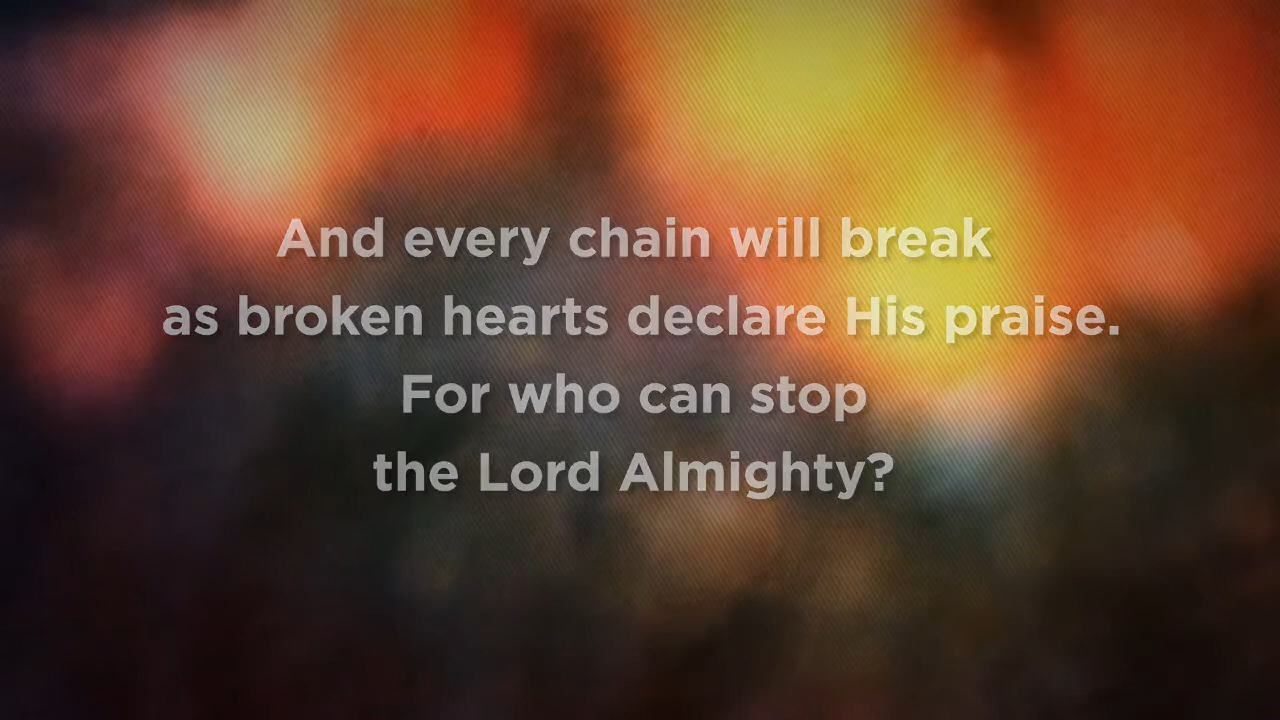 And every chain will break
as broken hearts declare His praise.
For who can stop
the Lord Almighty?